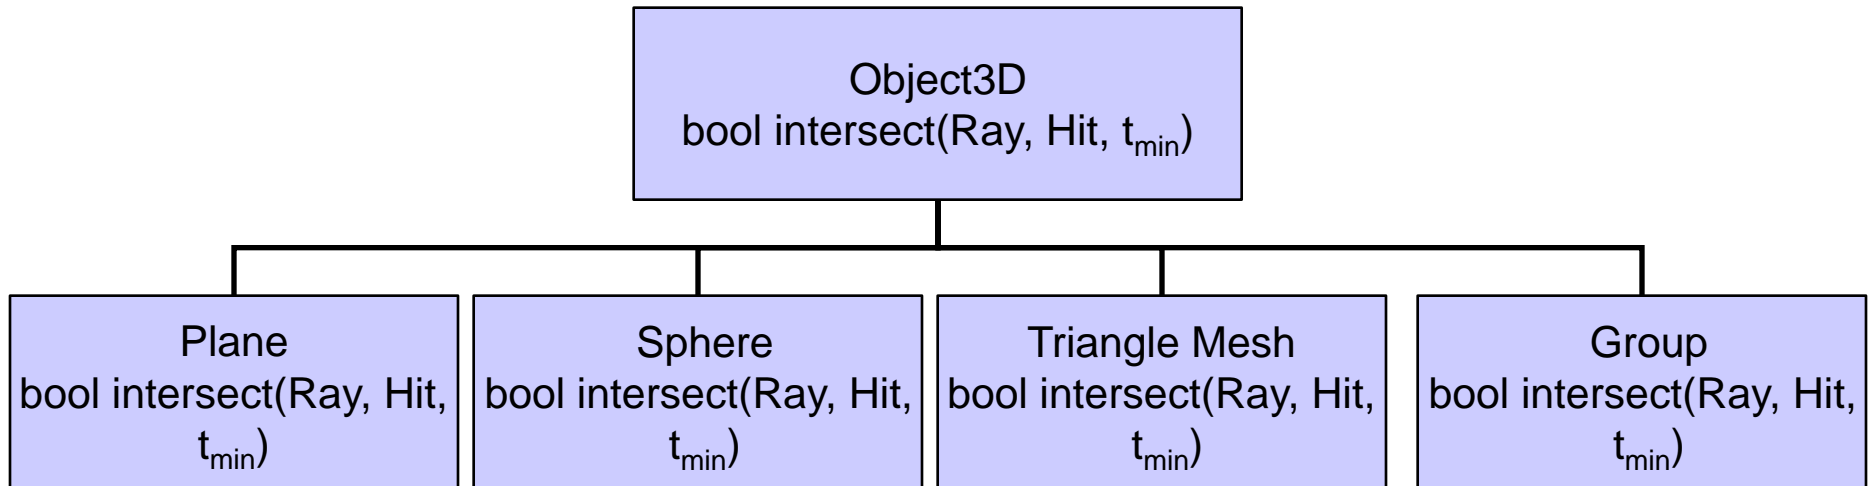 Object3D
bool intersect(Ray, Hit, tmin)
Plane
bool intersect(Ray, Hit,
tmin)
Sphere
bool intersect(Ray, Hit,
tmin)
Triangle Mesh
bool intersect(Ray, Hit,
tmin)
Group
bool intersect(Ray, Hit,
tmin)